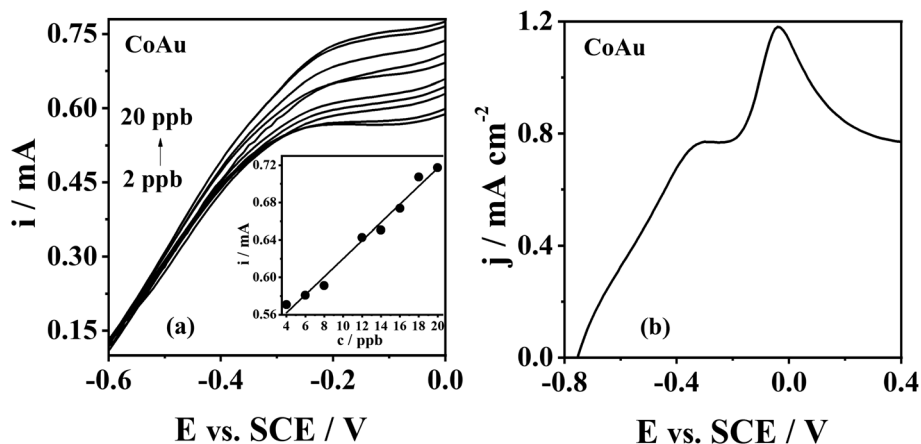 CoAu
20 ppb
2 ppb
0.75
0.60
0.45
0.30
0.15
i / mA
-0.6
-0.4
-0.2
0.0
E vs. SCE / V
(a)
0.72
0.68
0.64
0.60
0.56
i / mA
4 6 8 10 12 14 16 18 20
c / ppb
CoAu
1.2
0.8
0.4
0.0
j / mA cm⁻²
-0.8
-0.4
0.0
0.4
E vs. SCE / V
(b)